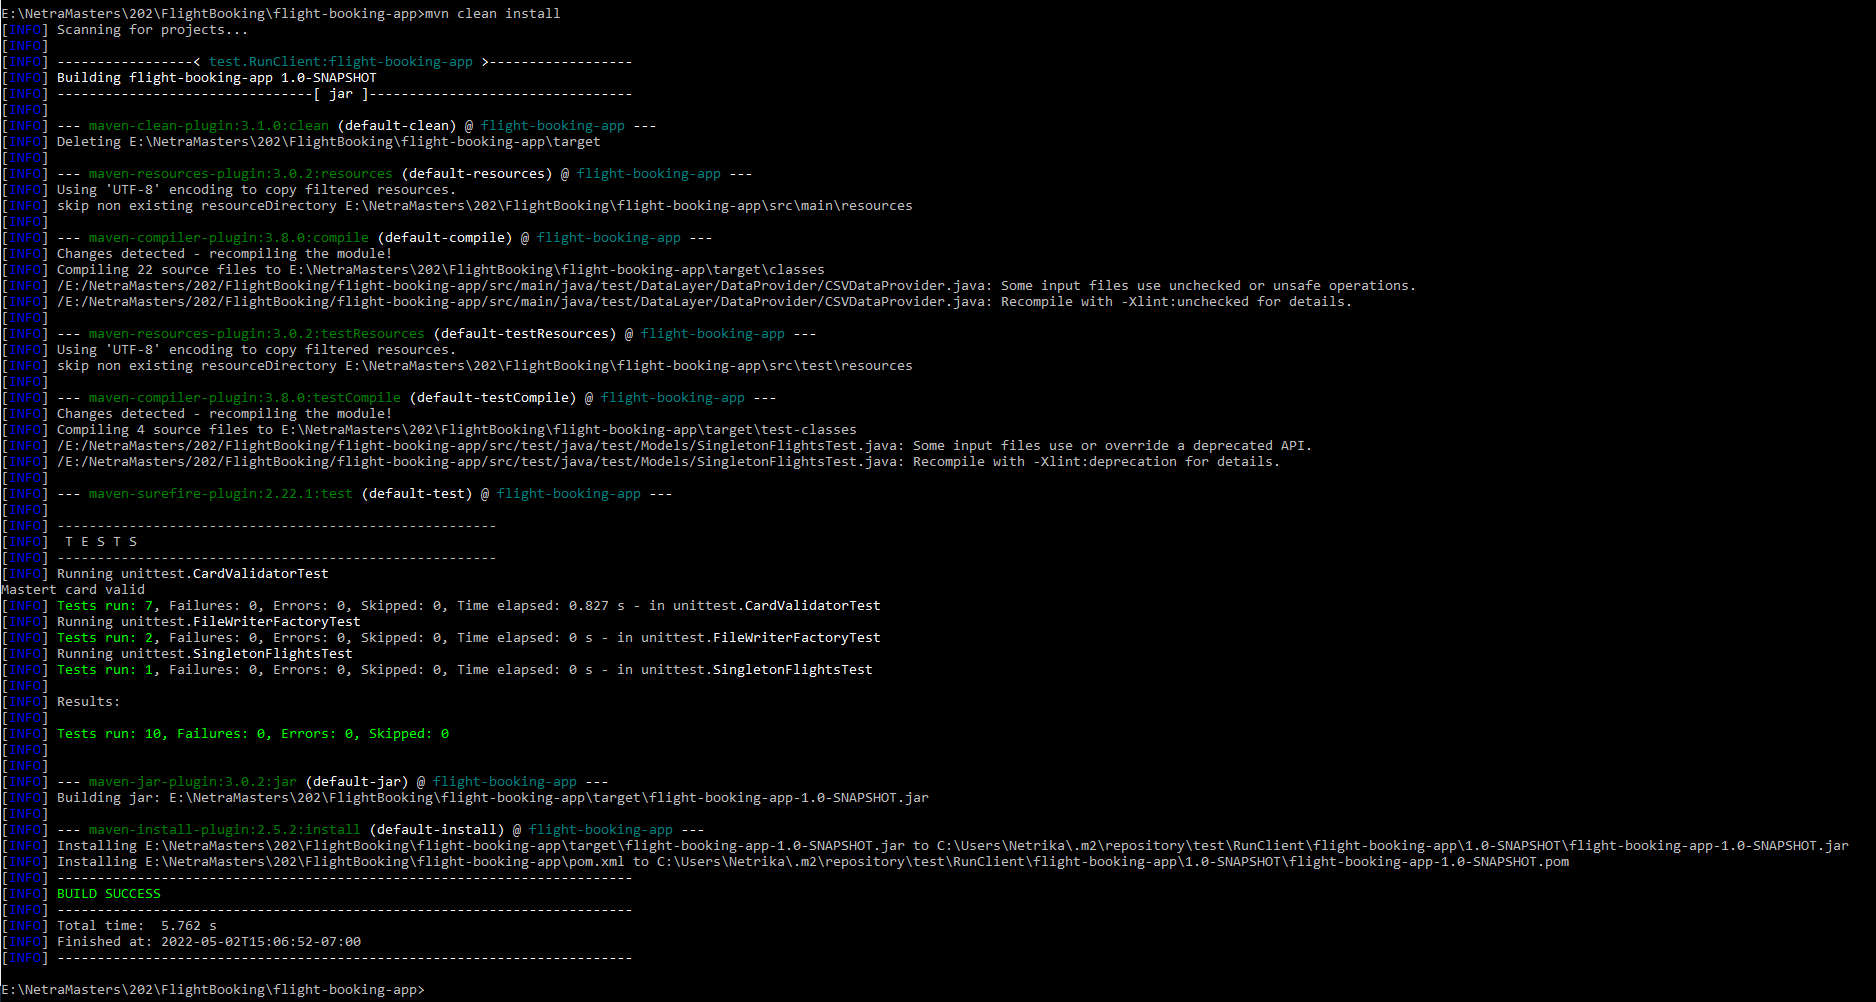 E:\NetraMasters\202\FlightBooking\flight-booking-app>mvn clean install
[INFO] Scanning for projects...
[INFO]
[INFO] -----------------< test.RunClient:flight-booking-app >------------------
[INFO] Building flight-booking-app 1.0-SNAPSHOT
[INFO] --------------------------------[ jar ]---------------------------------
[INFO]
[INFO] --- maven-clean-plugin:3.1.0:clean (default-clean) @ flight-booking-app ---
[INFO] Deleting E:\NetraMasters\202\FlightBooking\flight-booking-app\target
[INFO]
[INFO] --- maven-resources-plugin:3.0.2:resources (default-resources) @ flight-booking-app ---
[INFO] Using 'UTF-8' encoding to copy filtered resources.
[INFO] skip non existing resourceDirectory E:\NetraMasters\202\FlightBooking\flight-booking-app\src\main\resources
[INFO]
[INFO] --- maven-compiler-plugin:3.8.0:compile (default-compile) @ flight-booking-app ---
[INFO] Changes detected - recompiling the module!
[INFO] Compiling 22 source files to E:\NetraMasters\202\FlightBooking\flight-booking-app\target\classes
[INFO] /E:/NetraMasters/202/FlightBooking/flight-booking-app/src/main/java/test/DataLayer/DataProvider/CSVDataProvider.java: Some input files use unchecked or unsafe operations.
[INFO] /E:/NetraMasters/202/FlightBooking/flight-booking-app/src/main/java/test/DataLayer/DataProvider/CSVDataProvider.java: Recompile with -Xlint:unchecked for details.
[INFO]
[INFO] --- maven-resources-plugin:3.0.2:testResources (default-testResources) @ flight-booking-app ---
[INFO] Using 'UTF-8' encoding to copy filtered resources.
[INFO] skip non existing resourceDirectory E:\NetraMasters\202\FlightBooking\flight-booking-app\src\test\resources
[INFO]
[INFO] --- maven-compiler-plugin:3.8.0:testCompile (default-testCompile) @ flight-booking-app ---
[INFO] Changes detected - recompiling the module!
[INFO] Compiling 4 source files to E:\NetraMasters\202\FlightBooking\flight-booking-app\target\test-classes
[INFO] /E:/NetraMasters/202/FlightBooking/flight-booking-app/src/test/java/test/Models/SingletonFlightsTest.java: Some input files use or override a deprecated API.
[INFO] /E:/NetraMasters/202/FlightBooking/flight-booking-app/src/test/java/test/Models/SingletonFlightsTest.java: Recompile with -Xlint:deprecation for details.
[INFO]
[INFO] --- maven-surefire-plugin:2.22.1:test (default-test) @ flight-booking-app ---
[INFO]
[INFO] -------------------------------------------------------
[INFO]  T E S T S
[INFO] -------------------------------------------------------
[INFO] Running unittest.CardValidatorTest
Mastert card valid
[INFO] Tests run: 7, Failures: 0, Errors: 0, Skipped: 0, Time elapsed: 0.827 s - in unittest.CardValidatorTest
[INFO] Running unittest.FileWriterFactoryTest
[INFO] Tests run: 2, Failures: 0, Errors: 0, Skipped: 0, Time elapsed: 0 s - in unittest.FileWriterFactoryTest
[INFO] Running unittest.SingletonFlightsTest
[INFO] Tests run: 1, Failures: 0, Errors: 0, Skipped: 0, Time elapsed: 0 s - in unittest.SingletonFlightsTest
[INFO]
[INFO] Results:
[INFO]
[INFO] Tests run: 10, Failures: 0, Errors: 0, Skipped: 0
[INFO]
[INFO]
[INFO] --- maven-jar-plugin:3.0.2:jar (default-jar) @ flight-booking-app ---
[INFO] Building jar: E:\NetraMasters\202\FlightBooking\flight-booking-app\target\flight-booking-app-1.0-SNAPSHOT.jar
[INFO]
[INFO] --- maven-install-plugin:2.5.2:install (default-install) @ flight-booking-app ---
[INFO] Installing E:\NetraMasters\202\FlightBooking\flight-booking-app\target\flight-booking-app-1.0-SNAPSHOT.jar to C:\Users\Netrika\.m2\repository\test\RunClient\flight-booking-app\1.0-SNAPSHOT\flight-booking-app-1.0-SNAPSHOT.jar
[INFO] Installing E:\NetraMasters\202\FlightBooking\flight-booking-app\pom.xml to C:\Users\Netrika\.m2\repository\test\RunClient\flight-booking-app\1.0-SNAPSHOT\flight-booking-app-1.0-SNAPSHOT.pom
[INFO] ------------------------------------------------------------------------
[INFO] BUILD SUCCESS
[INFO] ------------------------------------------------------------------------
[INFO] Total time:  5.762 s
[INFO] Finished at: 2022-05-02T15:06:52-07:00
[INFO] ------------------------------------------------------------------------
E:\NetraMasters\202\FlightBooking\flight-booking-app>